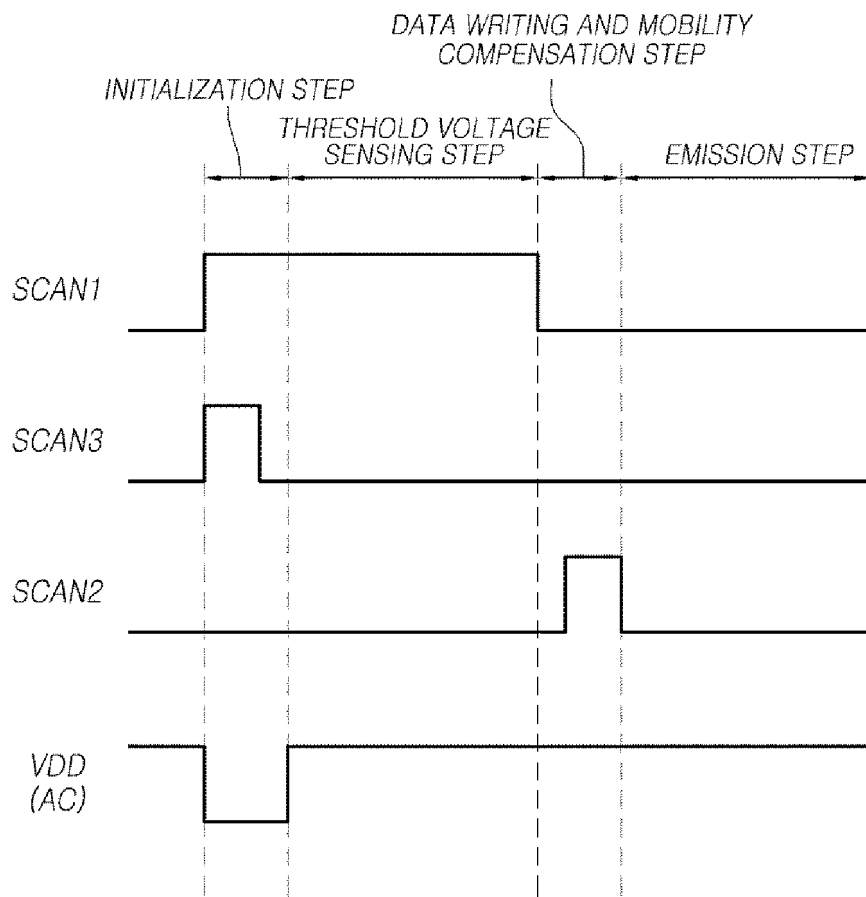 DATA WRITING AND MOBILITY
COMPENSATION STEP
INITIALIZATION STEP
THRESHOLD VOLTAGE
SENSING STEP
EMISSION STEP
SCAN1
SCAN3
SCAN2
VDD
(AC)